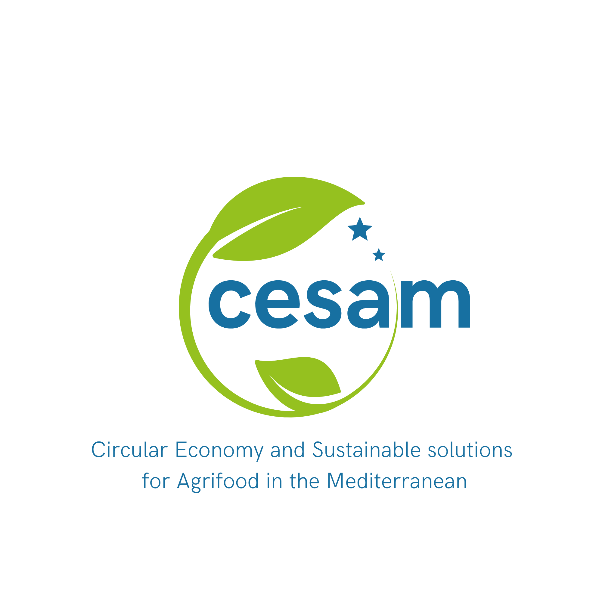 cesam
Circular Economy and Sustainable solutions
for Agrifood in the Mediterranean